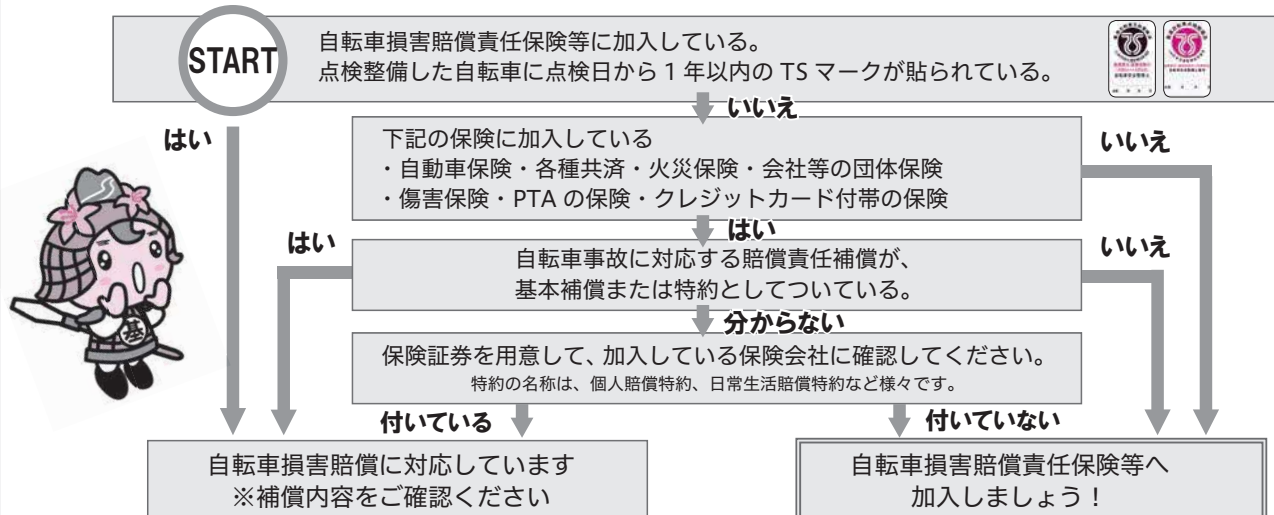 START
自転車損害賠償責任保険等に加入している。
点検整備した自転車に点検日から1年以内のTSマークが貼られている。
はい
いいえ
下記の保険に加入している
・自動車保険・各種共済・火災保険・会社等の団体保険
・傷害保険・PTAの保険・クレジットカード付帯の保険
いいえ
はい
はい
自転車事故に対応する賠償責任補償が、
基本補償または特約としてついている。
いいえ
分からない
保険証券を用意して、加入している保険会社に確認してください。
特約の名称は、個人賠償特約、日常生活賠償特約など様々です。
基
付いている
付いていない
自転車損害賠償に対応しています
※補償内容をご確認ください
自転車損害賠償責任保険等へ
加入しましょう！